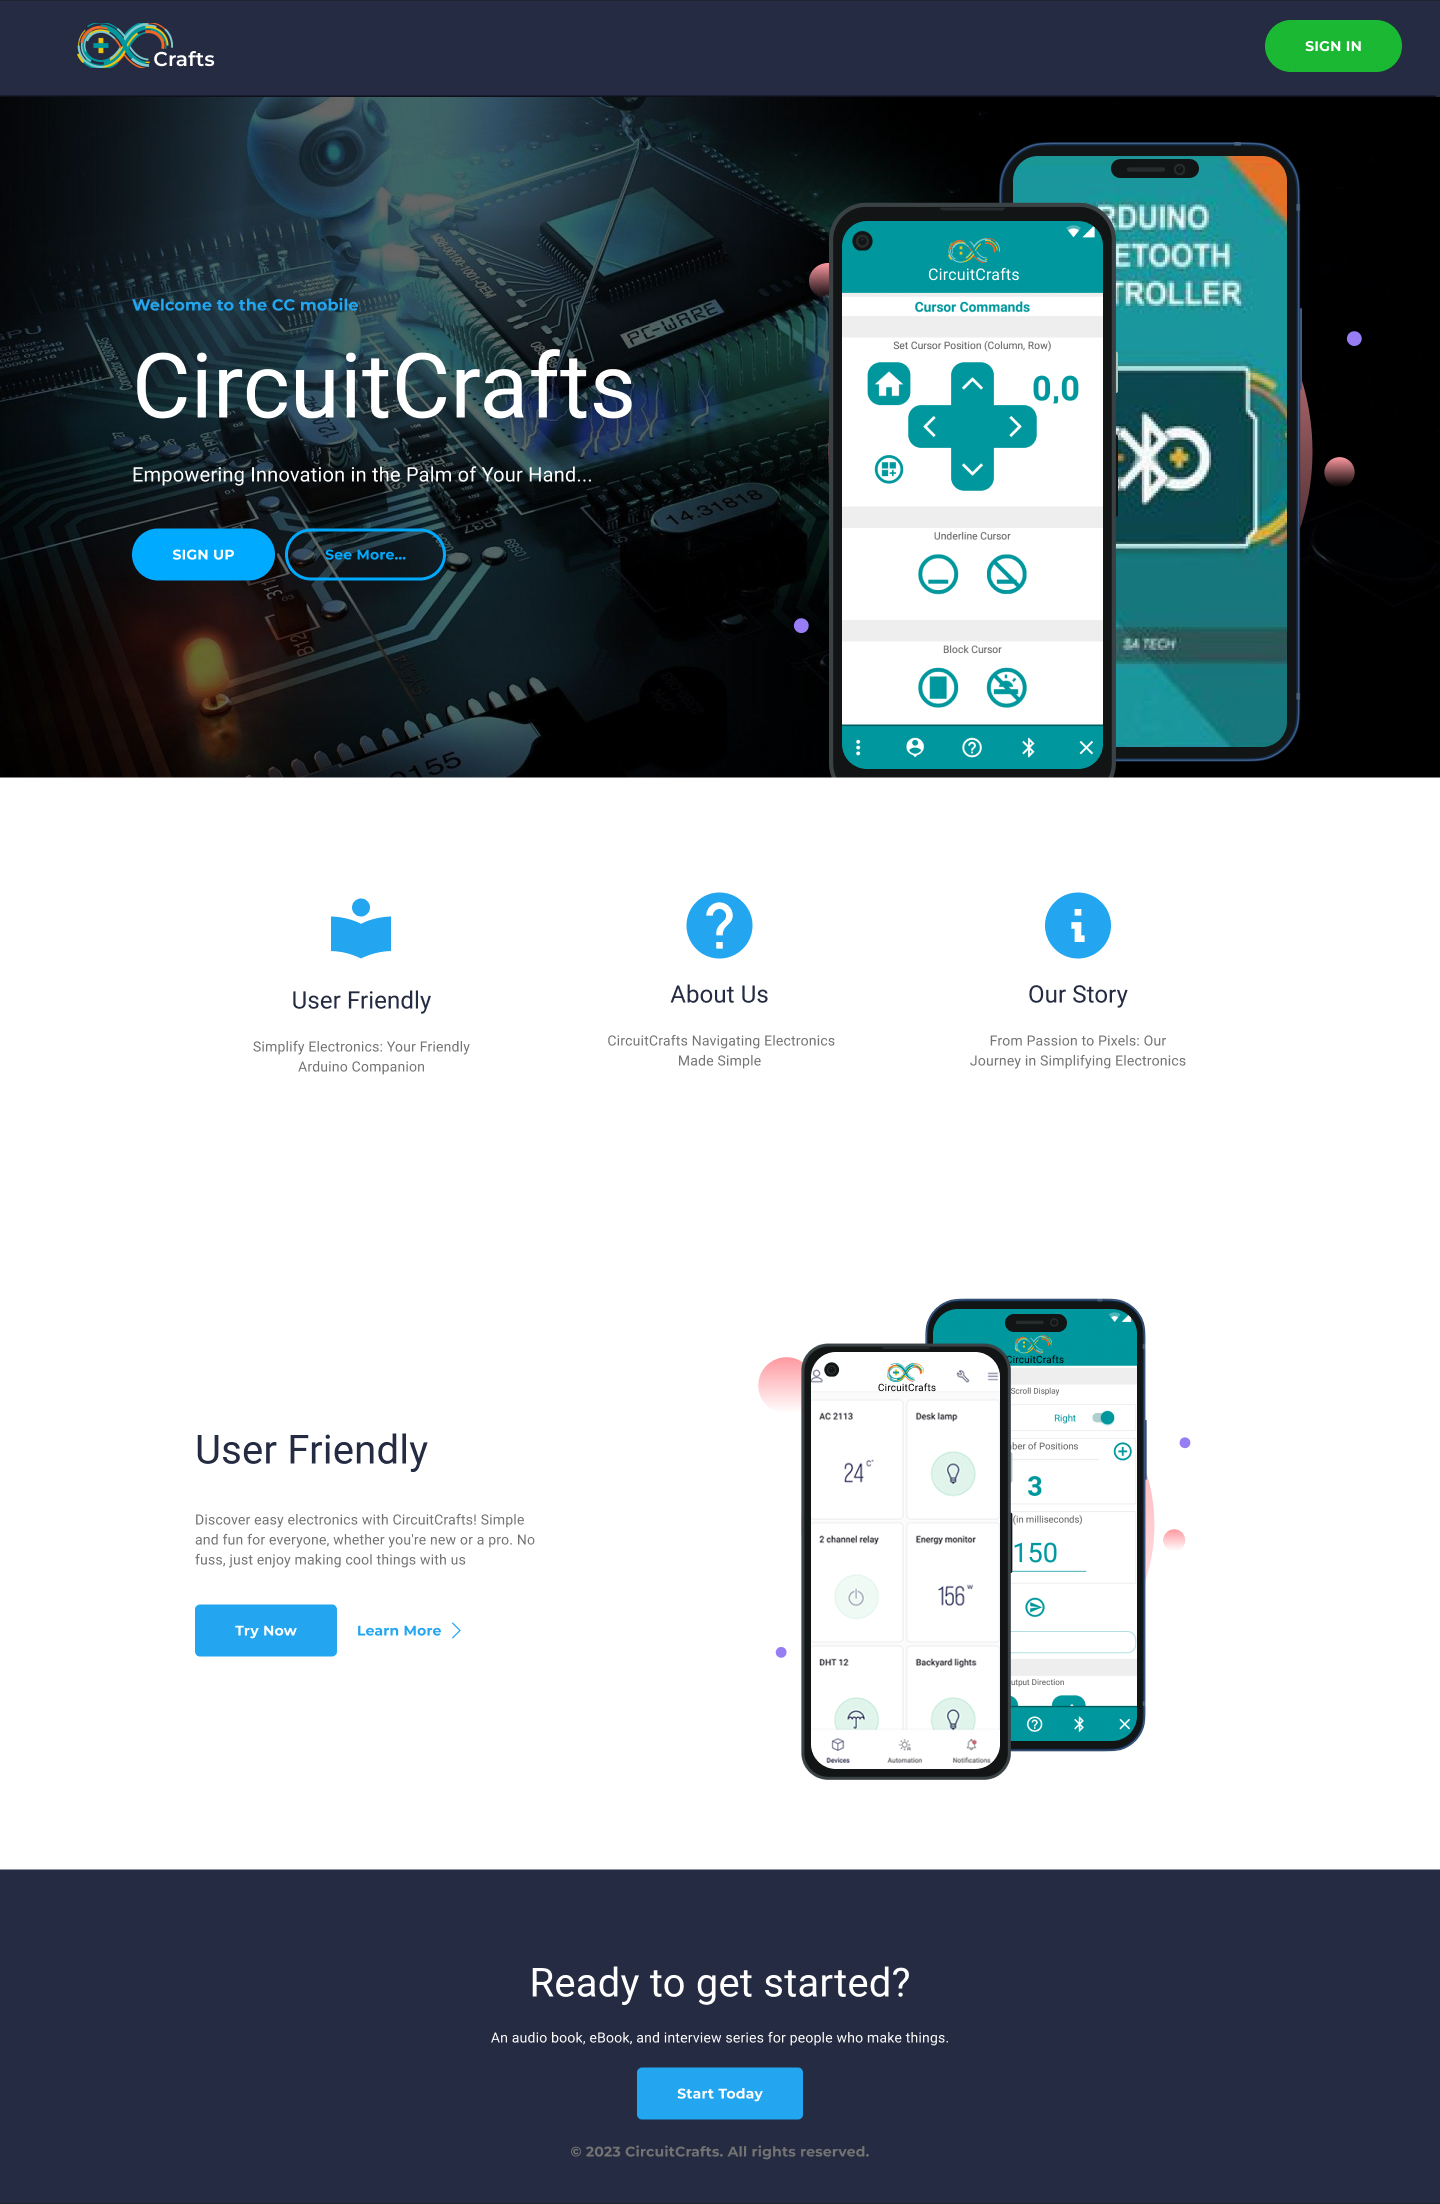 Crafts
SIGN IN
Welcome to the CC mobile
CircuitCrafts
Empowering Innovation in the Palm of Your Hand...
SIGN UP
See More...
PC-WARE
14.31818
CircuitCrafts
Cursor Commands
Set Cursor Position (Column, Row)
0,0
Underline Cursor
Block Cursor
RDUINO
ETOOTH
TROLLER
SA TECH
User Friendly
Simplify Electronics: Your Friendly
Arduino Companion
About Us
CircuitCrafts Navigating Electronics
Made Simple
Our Story
From Passion to Pixels: Our
Journey in Simplifying Electronics
User Friendly
Discover easy electronics with CircuitCrafts! Simple
and fun for everyone, whether you're new or a pro. No
fuss, just enjoy making cool things with us
Try Now
Learn More
CircuitCrafts
AC 2113
24 C°
Desk lamp
2 channel relay
Energy monitor
156 W
DHT 12
Backyard lights
Devices
Automation
Notifications
CircuitCrafts
Scroll Display
Right
ber of Positions
3
(in milliseconds)
150
utput Direction
Ready to get started?
An audio book, eBook, and interview series for people who make things.
Start Today
© 2023 CircuitCrafts. All rights reserved.